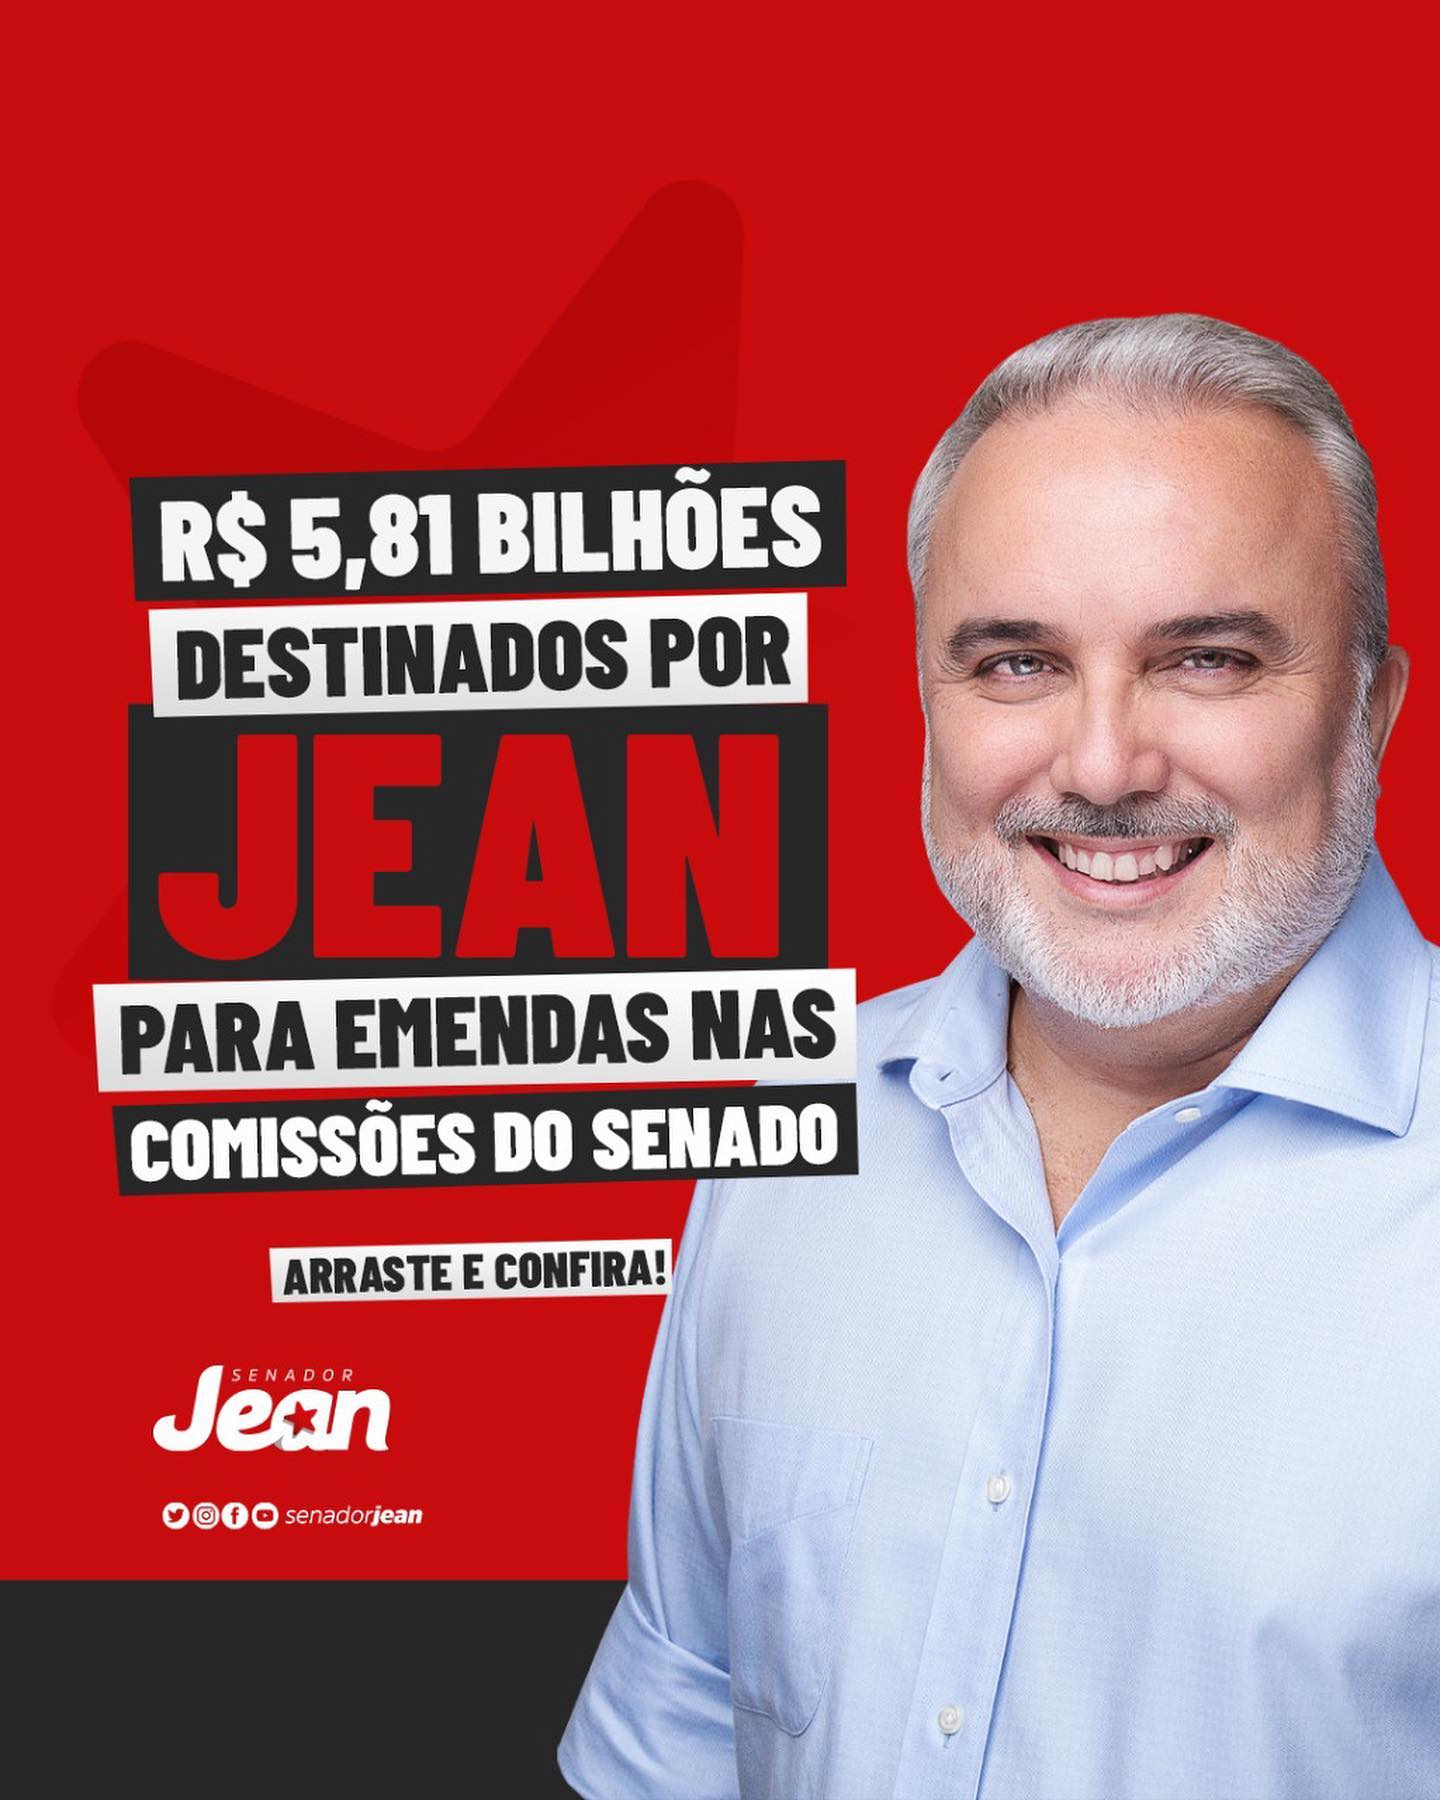 R$ 5,81 BILHÕES
DESTINADOS POR
JEAN
PARA EMENDAS NAS
COMISSÕES DO SENADO
ARRASTE E CONFIRA!
SENADOR
Jean
senadorjean